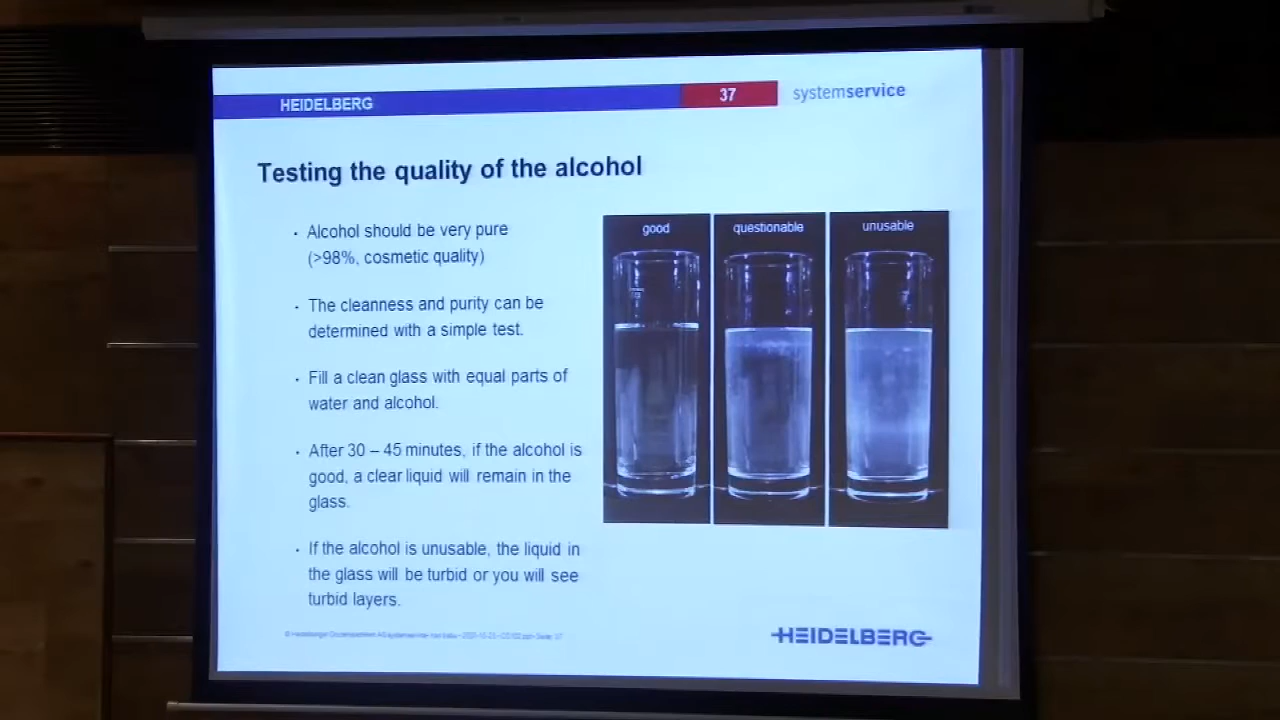 HEIDELBERG
37
systemservice
Testing the quality of the alcohol
· Alcohol should be very pure
(>98%, cosmetic quality)
· The cleanness and purity can be
determined with a simple test.
· Fill a clean glass with equal parts of
water and alcohol.
· After 30 – 45 minutes, if the alcohol is
good, a clear liquid will remain in the
glass.
· If the alcohol is unusable, the liquid in
the glass will be turbid or you will see
turbid layers.
good
questionable
unusable
HEIDELBERG